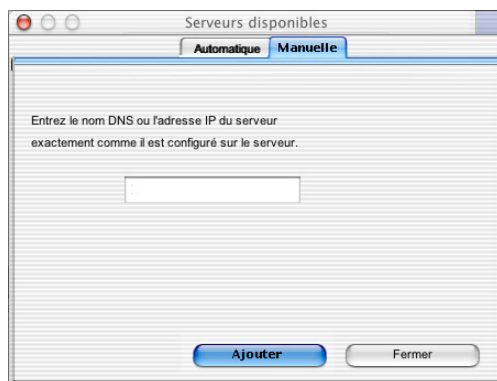 Serveurs disponibles
Automatique Manuelle
Entrez le nom DNS ou l'adresse IP du serveur
exactement comme il est configuré sur le serveur.
Ajouter Fermer